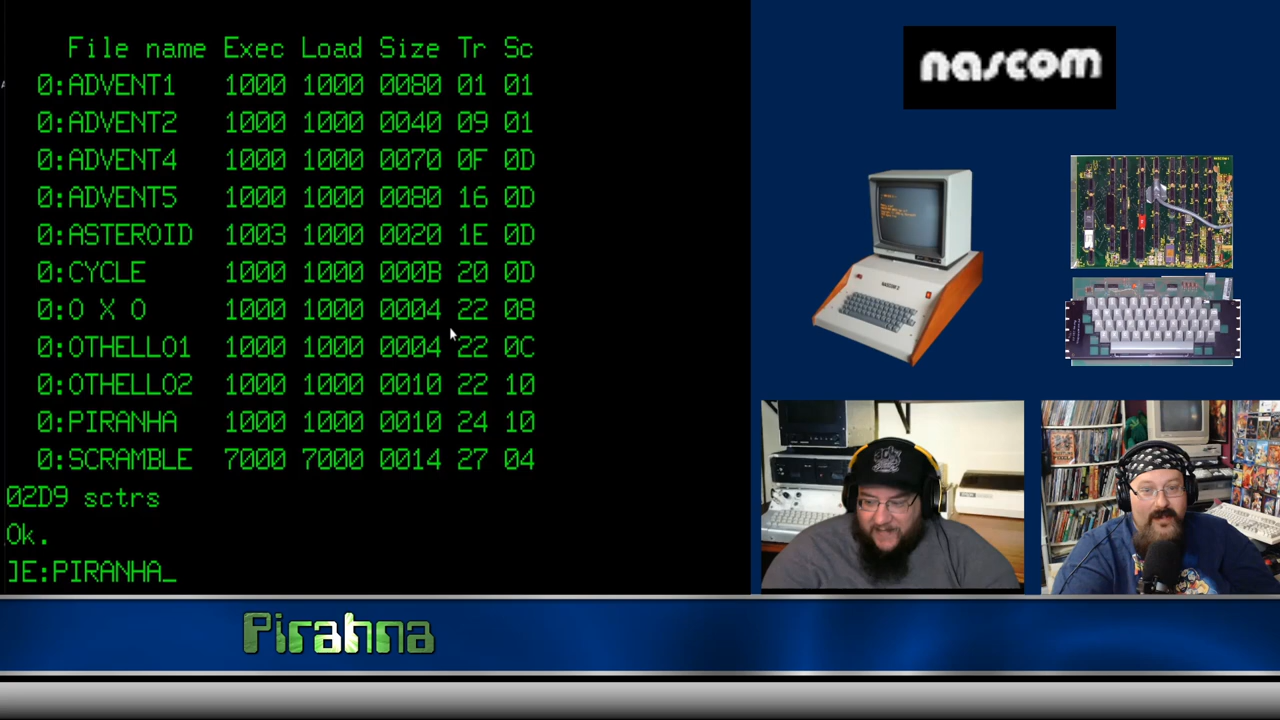 File name Exec Load Size Tr Sc
0:ADVENT1 1000 1000 0080 01 01
0:ADVENT2 1000 1000 0040 09 01
0:ADVENT4 1000 1000 0070 0F 0D
0:ADVENT5 1000 1000 0080 16 0D
0:ASTEROID 1003 1000 0020 1E 0D
0:CYCLE 1000 1000 000B 20 0D
0:O X O 1000 1000 0004 22 08
0:OTHELLO1 1000 1000 0004 22 0C
0:OTHELLO2 1000 1000 0010 22 10
0:PIRANHA 1000 1000 0010 24 10
0:SCRAMBLE 7000 7000 0014 27 04
02D9 sctrs
Ok.
]E:PIRANHA_
nascom
Pirahna